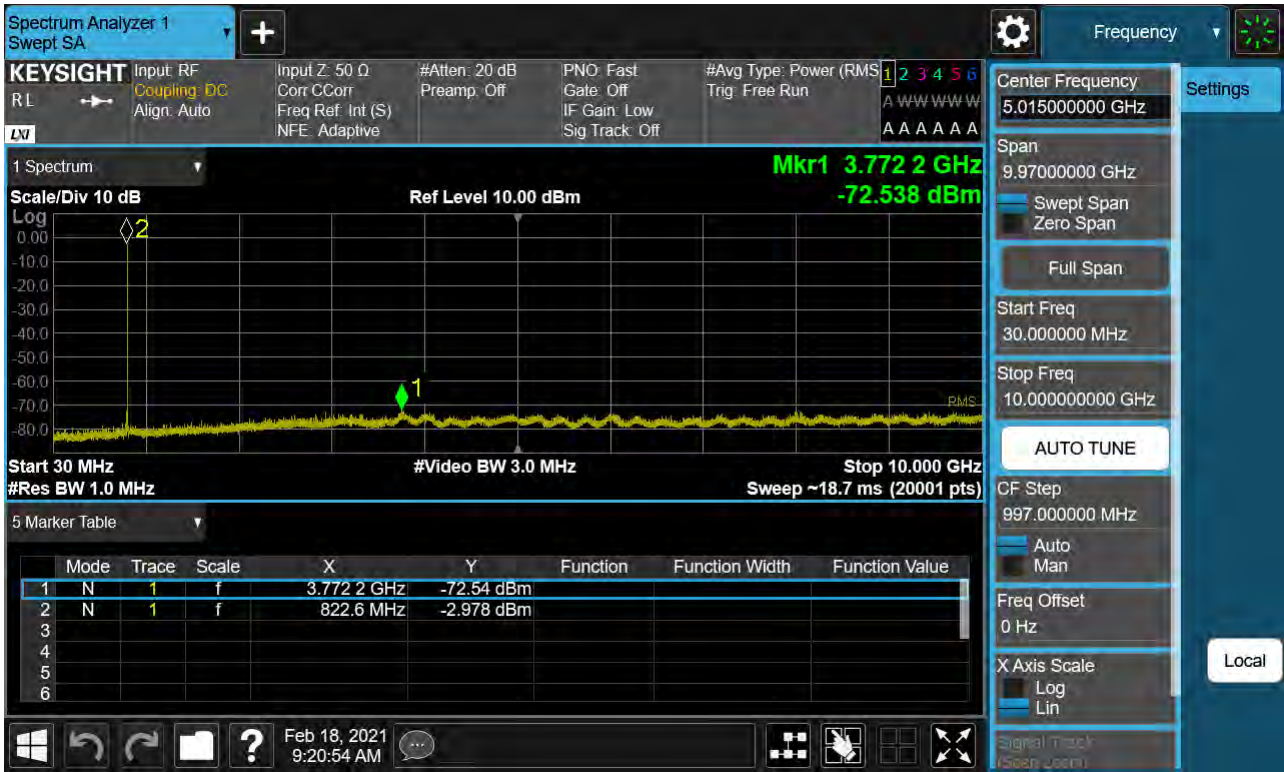 Spectrum Analyzer 1
Swept SA
Frequency
KEYSIGHT
RL
LXI
Input: RF
Coupling: DC
Align: Auto
Input Z: 50 Ω
Corr CCorr
Freq Ref: Int (S)
NFE: Adaptive
#Atten: 20 dB
Preamp: Off
PNO: Fast
Gate: Off
IF Gain: Low
Sig Track: Off
#Avg Type: Power (RMS
Trig: Free Run
1 2 3 4 5 6
A W W W W W
A A A A A A
1 Spectrum
Mkr1 3.772 2 GHz
-72.538 dBm
Scale/Div 10 dB
Ref Level 10.00 dBm
Log
0.00
-10.0
-20.0
-30.0
-40.0
-50.0
-60.0
-70.0
-80.0
2
1
RMS
Start 30 MHz
#Video BW 3.0 MHz
Stop 10.000 GHz
#Res BW 1.0 MHz
Sweep ~18.7 ms (20001 pts)
5 Marker Table
Mode Trace Scale X Y Function Function Width Function Value
1 N 1 f 3.772 2 GHz -72.54 dBm
2 N 1 f 822.6 MHz -2.978 dBm
3
4
5
6
Feb 18, 2021
9:20:54 AM
Center Frequency
5.015000000 GHz
Settings
Span
9.97000000 GHz
Swept Span
Zero Span
Full Span
Start Freq
30.000000 MHz
Stop Freq
10.000000000 GHz
AUTO TUNE
CF Step
997.000000 MHz
Auto
Man
Freq Offset
0 Hz
X Axis Scale
Log
Lin
Local
Signal Track
(Span Zoom)